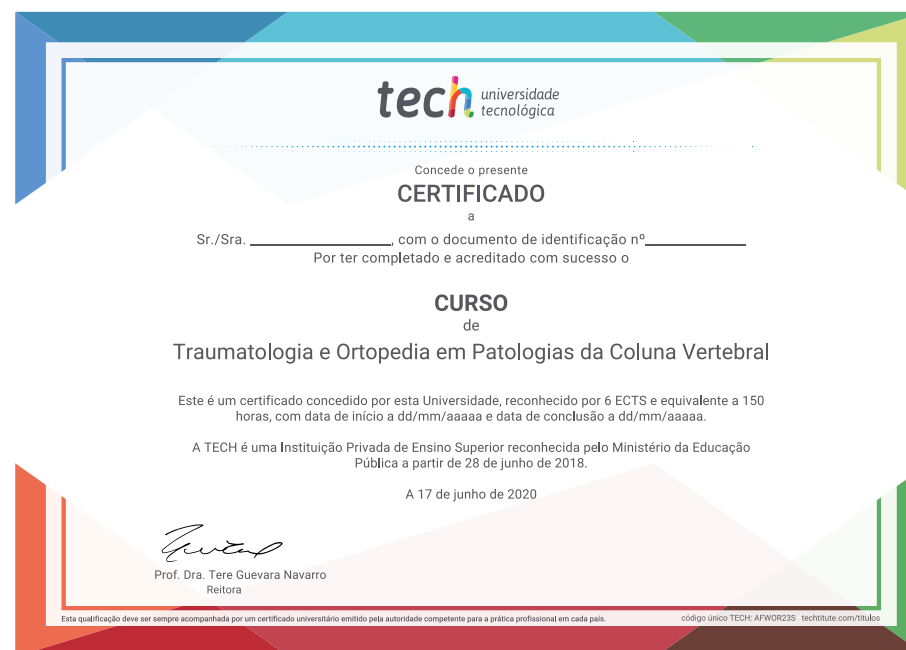 tech universidade
tecnológica
Concede o presente
CERTIFICADO
a
Sr./Sra. ____________________, com o documento de identificação nº______________
Por ter completado e acreditado com sucesso o
CURSO
de
Traumatologia e Ortopedia em Patologias da Coluna Vertebral
Este é um certificado concedido por esta Universidade, reconhecido por 6 ECTS e equivalente a 150
horas, com data de início a dd/mm/aaaaa e data de conclusão a dd/mm/aaaaa.
A TECH é uma Instituição Privada de Ensino Superior reconhecida pelo Ministério da Educação
Pública a partir de 28 de junho de 2018.
A 17 de junho de 2020
Prof. Dra. Tere Guevara Navarro
Reitora
Esta qualificação deve ser sempre acompanhada por um certificado universitário emitido pela autoridade competente para a prática profissional em cada país.
código único TECH: AFWOR23S techtitute.com/titulos